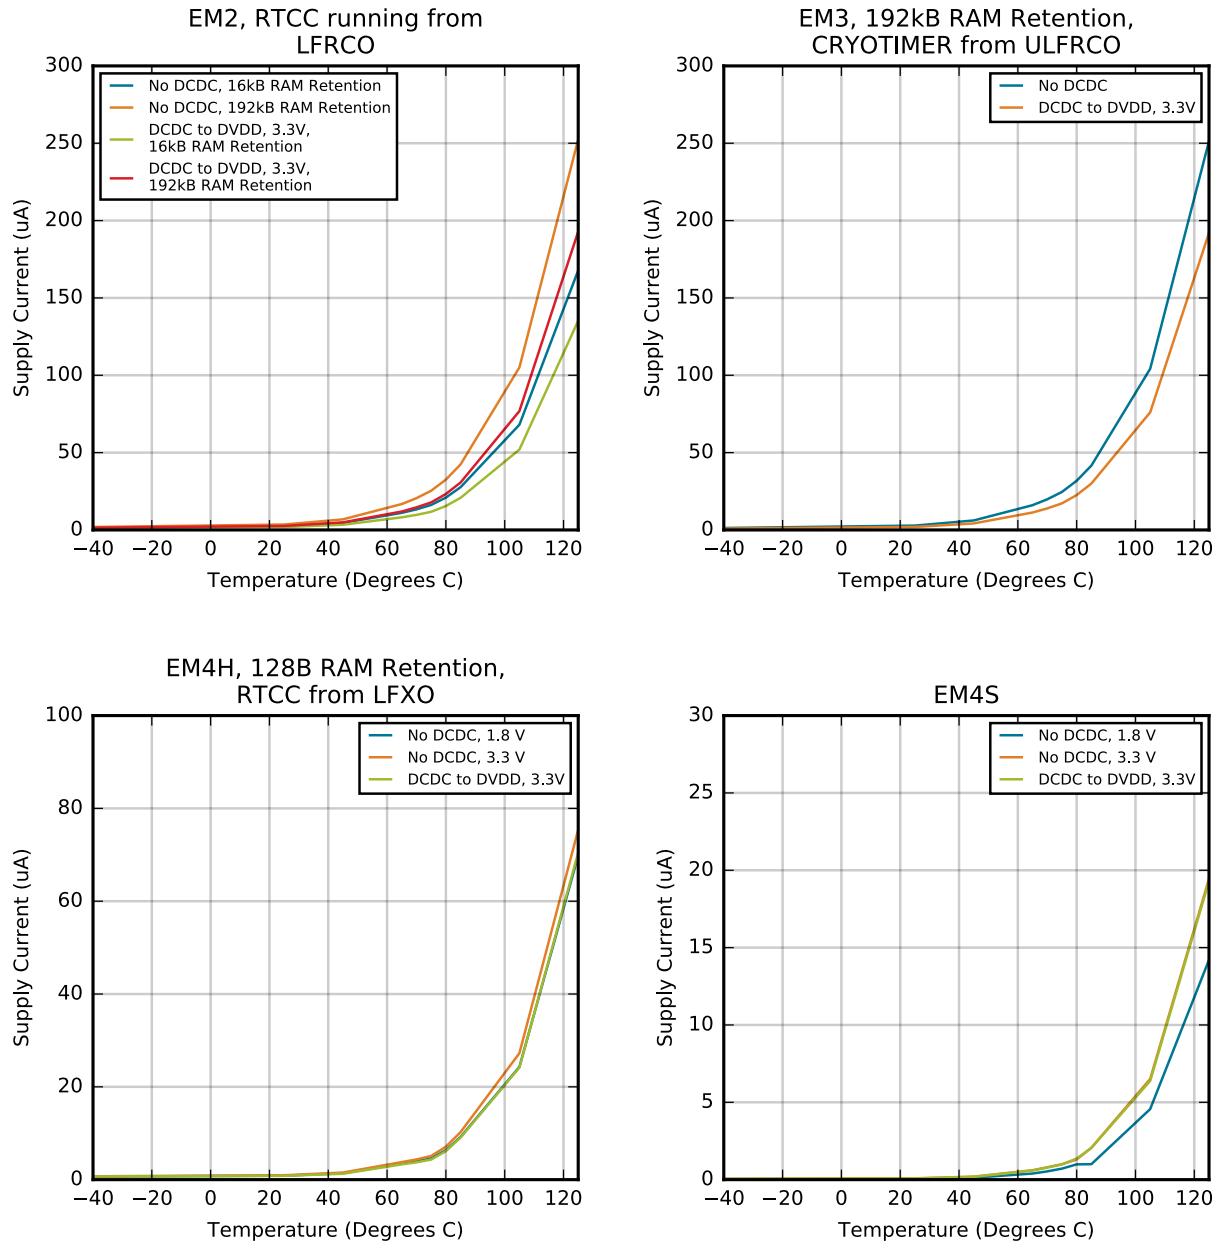 EM2, RTCC running from
LFRCO
300
250
200
150
100
50
0
Supply Current (uA)
No DCDC, 16kB RAM Retention
No DCDC, 192kB RAM Retention
DCDC to DVDD, 3.3V,
16kB RAM Retention
DCDC to DVDD, 3.3V,
192kB RAM Retention
−40 −20 0 20 40 60 80 100 120
Temperature (Degrees C)
EM3, 192kB RAM Retention,
CRYOTIMER from ULFRCO
300
250
200
150
100
50
0
Supply Current (uA)
No DCDC
DCDC to DVDD, 3.3V
−40 −20 0 20 40 60 80 100 120
Temperature (Degrees C)
EM4H, 128B RAM Retention,
RTCC from LFXO
100
80
60
40
20
0
Supply Current (uA)
No DCDC, 1.8 V
No DCDC, 3.3 V
DCDC to DVDD, 3.3V
−40 −20 0 20 40 60 80 100 120
Temperature (Degrees C)
EM4S
30
25
20
15
10
5
0
Supply Current (uA)
No DCDC, 1.8 V
No DCDC, 3.3 V
DCDC to DVDD, 3.3V
−40 −20 0 20 40 60 80 100 120
Temperature (Degrees C)